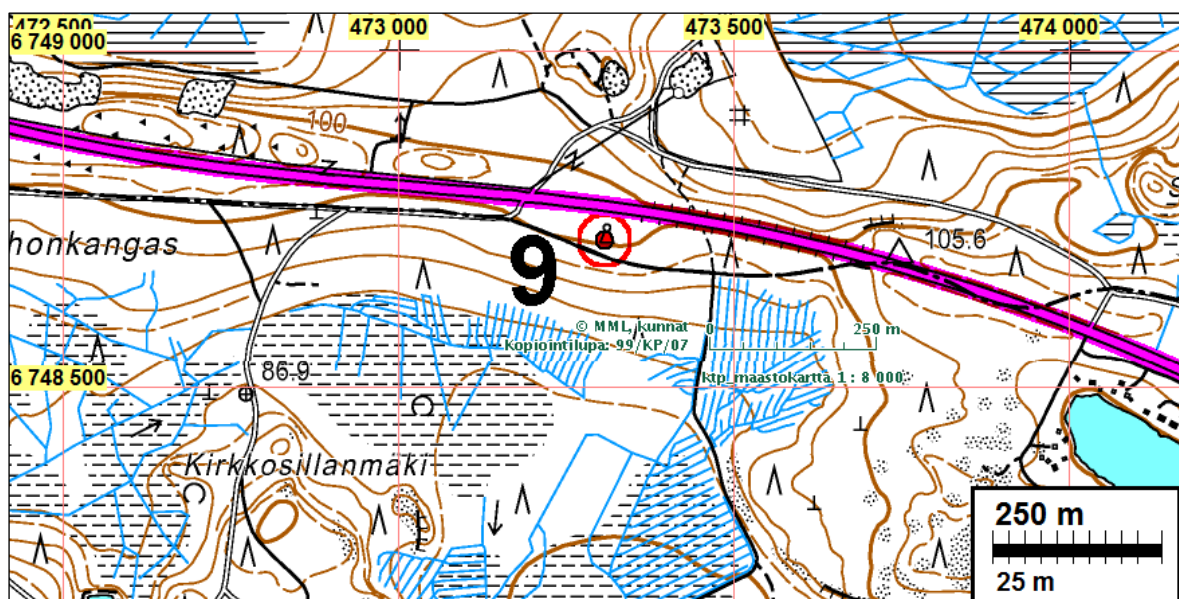 472 500
473 000
473 500
474 000
6 749 000
100
honkangas
105.6
8
9
© MML, kunnat
Kopiointilupa: 99/KP/07
0 250 m
ktp_maastokartta 1 : 8 000
6 748 500
86.9
Kirkkosillanmäki
250 m
25 m